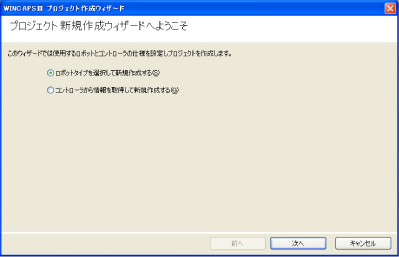 WINCAPSⅢ プロジェクト作成ウィザード
プロジェクト新規作成ウィザードへようこそ
このウィザードでは使用するロボットとコントローラの仕様を設定しプロジェクトを作成します。
ロボットタイプを選択して新規作成する(S)
コントローラから情報を取得して新規作成する(G)
前へ
次へ
キャンセル